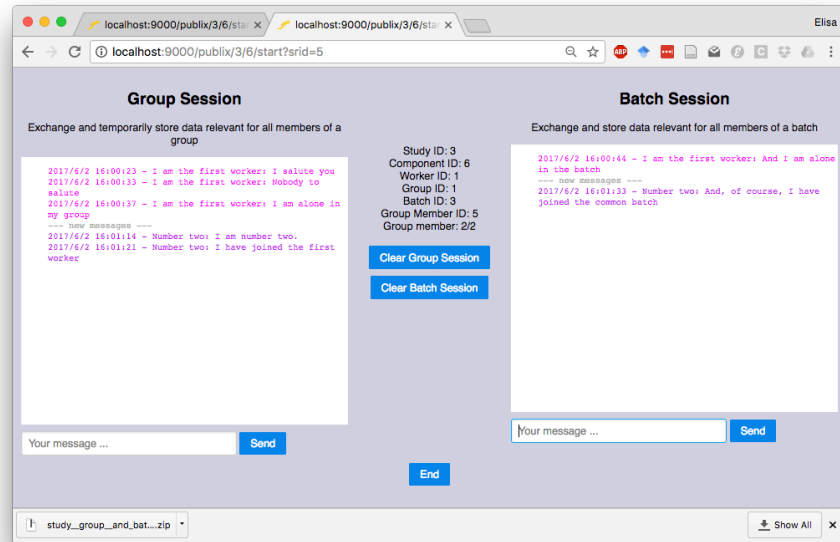 localhost:9000/publix/3/6/star
localhost:9000/publix/3/6/star
Elisa
localhost:9000/publix/3/6/start?srid=5
ABP
Group Session
Exchange and temporarily store data relevant for all members of a
group
2017/6/2 16:00:23 - I am the first worker: I salute you
2017/6/2 16:00:33 - I am the first worker: Nobody to
salute
2017/6/2 16:00:37 - I am the first worker: I am alone in
my group
--- new messages ---
2017/6/2 16:01:14 - Number two: I am number two.
2017/6/2 16:01:21 - Number two: I have joined the first
worker
Your message ...
Send
Study ID: 3
Component ID: 6
Worker ID: 1
Group ID: 1
Batch ID: 3
Group Member ID: 5
Group member: 2/2
Clear Group Session
Clear Batch Session
End
Batch Session
Exchange and store data relevant for all members of a batch
2017/6/2 16:00:44 - I am the first worker: And I am alone
in the batch
--- new messages ---
2017/6/2 16:01:33 - Number two: And, of course, I have
joined the common batch
Your message ...
Send
study_group_and_bat....zip
Show All